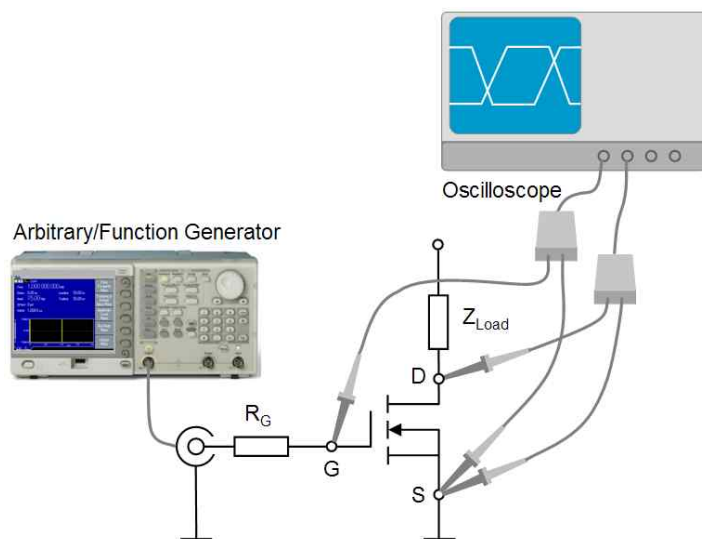 Oscilloscope
Arbitrary/Function Generator
Z_Load
D
R_G
G
S